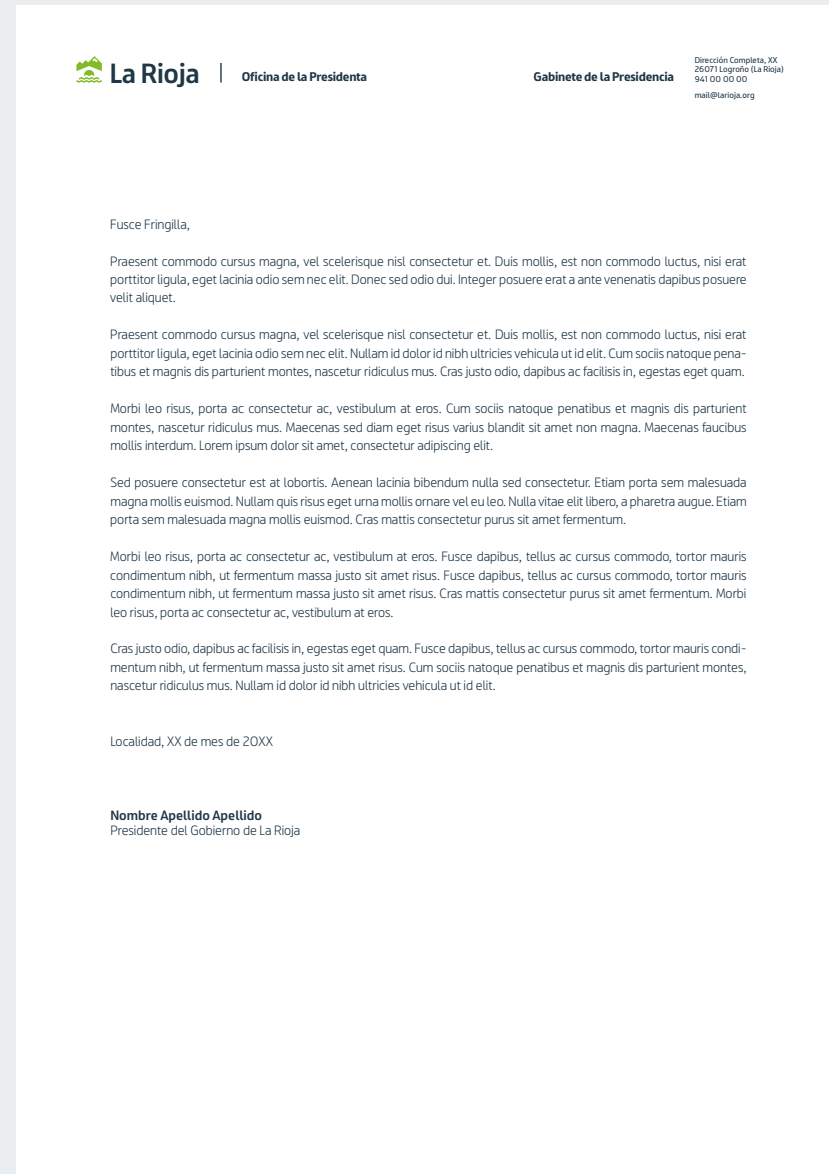 La Rioja
Oficina de la Presidenta
Gabinete de la Presidencia
Dirección Completa, XX
26071 Logroño (La Rioja)
941 00 00 00
mail@larioja.org
Fusce Fringilla,
Praesent commodo cursus magna, vel scelerisque nisl consectetur et. Duis mollis, est non commodo luctus, nisi erat
porttitor ligula, eget lacinia odio sem nec elit. Donec sed odio dui. Integer posuere erat a ante venenatis dapibus posuere
velit aliquet.
Praesent commodo cursus magna, vel scelerisque nisl consectetur et. Duis mollis, est non commodo luctus, nisi erat
porttitor ligula, eget lacinia odio sem nec elit. Nullam id dolor id nibh ultricies vehicula ut id elit. Cum sociis natoque pena-
tibus et magnis dis parturient montes, nascetur ridiculus mus. Cras justo odio, dapibus ac facilisis in, egestas eget quam.
Morbi leo risus, porta ac consectetur ac, vestibulum at eros. Cum sociis natoque penatibus et magnis dis parturient
montes, nascetur ridiculus mus. Maecenas sed diam eget risus varius blandit sit amet non magna. Maecenas faucibus
mollis interdum. Lorem ipsum dolor sit amet, consectetur adipiscing elit.
Sed posuere consectetur est at lobortis. Aenean lacinia bibendum nulla sed consectetur. Etiam porta sem malesuada
magna mollis euismod. Nullam quis risus eget urna mollis ornare vel eu leo. Nulla vitae elit libero, a pharetra augue. Etiam
porta sem malesuada magna mollis euismod. Cras mattis consectetur purus sit amet fermentum.
Morbi leo risus, porta ac consectetur ac, vestibulum at eros. Fusce dapibus, tellus ac cursus commodo, tortor mauris
condimentum nibh, ut fermentum massa justo sit amet risus. Fusce dapibus, tellus ac cursus commodo, tortor mauris
condimentum nibh, ut fermentum massa justo sit amet risus. Cras mattis consectetur purus sit amet fermentum. Morbi
leo risus, porta ac consectetur ac, vestibulum at eros.
Cras justo odio, dapibus ac facilisis in, egestas eget quam. Fusce dapibus, tellus ac cursus commodo, tortor mauris condi-
mentum nibh, ut fermentum massa justo sit amet risus. Cum sociis natoque penatibus et magnis dis parturient montes,
nascetur ridiculus mus. Nullam id dolor id nibh ultricies vehicula ut id elit.
Localidad, XX de mes de 20XX
Nombre Apellido Apellido
Presidente del Gobierno de La Rioja